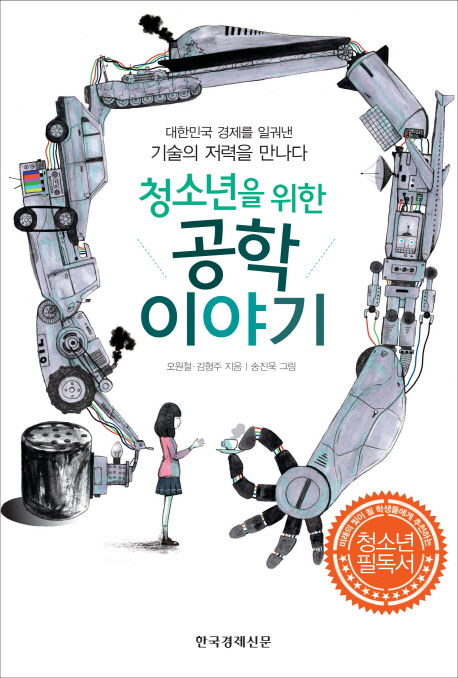 대한민국 경제를 일궈낸
기술의 저력을 만나다
청소년을 위한
공학
이야기
오원철·김형주 지음 | 송진욱 그림
미래의 빛이 될 학생들에게 추천하는
청소년
필독서
한국경제신문